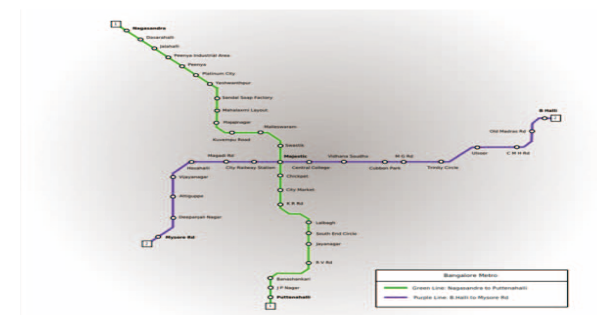 Nagasandra
Dasarahalli
Jalahalli
Peenya Industrial Area
Peenya
Platinum City
Yeshwanthpur
Sandal Soap Factory
Mahalaxmi Layout
Rajajinagar
Kuvempu Road
Malleswaram
Swastik
Majestic
Magadi Rd
City Railway Station
Hosahalli
Vijayanagar
Attiguppe
Deepanjali Nagar
Mysore Rd
Central College
Vidhana Soudha
Cubbon Park
M G Rd
Trinity Circle
Ulsoor
C M H Rd
Old Madras Rd
B-Halli
Chickpet
City Market
K R Rd
Lalbagh
South End Circle
Jayanagar
R V Rd
Banashankari
J P Nagar
Puttenahalli
Bangalore Metro
Green Line: Nagasandra to Puttenahalli
Purple Line: B-Halli to Mysore Rd